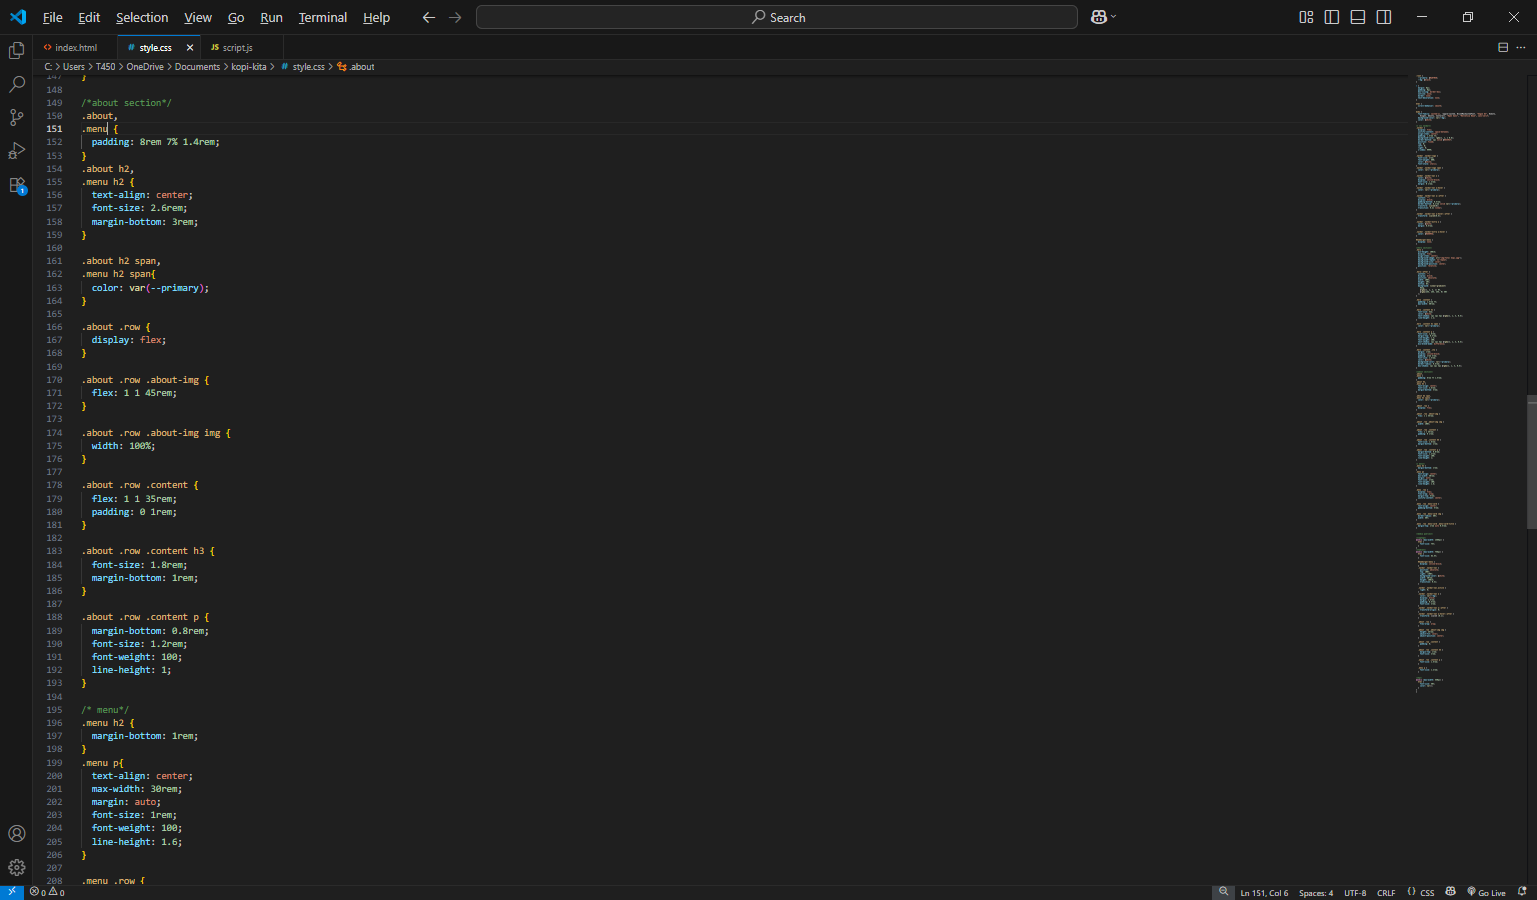 File Edit Selection View Go Run Terminal Help Search
index.html # style.css JS script.js
C: > Users > T450 > OneDrive > Documents > kopi-kita > # style.css > .about
147 }
148
149 /*about section*/
150 .about,
151 .menu {
152 padding: 8rem 7% 1.4rem;
153 }
154 .about h2,
155 .menu h2 {
156 text-align: center;
157 font-size: 2.6rem;
158 margin-bottom: 3rem;
159 }
160
161 .about h2 span,
162 .menu h2 span{
163 color: var(--primary);
164 }
165
166 .about .row {
167 display: flex;
168 }
169
170 .about .row .about-img {
171 flex: 1 1 45rem;
172 }
173
174 .about .row .about-img img {
175 width: 100%;
176 }
177
178 .about .row .content {
179 flex: 1 1 35rem;
180 padding: 0 1rem;
181 }
182
183 .about .row .content h3 {
184 font-size: 1.8rem;
185 margin-bottom: 1rem;
186 }
187
188 .about .row .content p {
189 margin-bottom: 0.8rem;
190 font-size: 1.2rem;
191 font-weight: 100;
192 line-height: 1;
193 }
194
195 /* menu*/
196 .menu h2 {
197 margin-bottom: 1rem;
198 }
199 .menu p{
200 text-align: center;
201 max-width: 30rem;
202 margin: auto;
203 font-size: 1rem;
204 font-weight: 100;
205 line-height: 1.6;
206 }
207
208 .menu .row {
1
0 0 Ln 151, Col 6 Spaces: 4 UTF-8 CRLF {} CSS Go Live